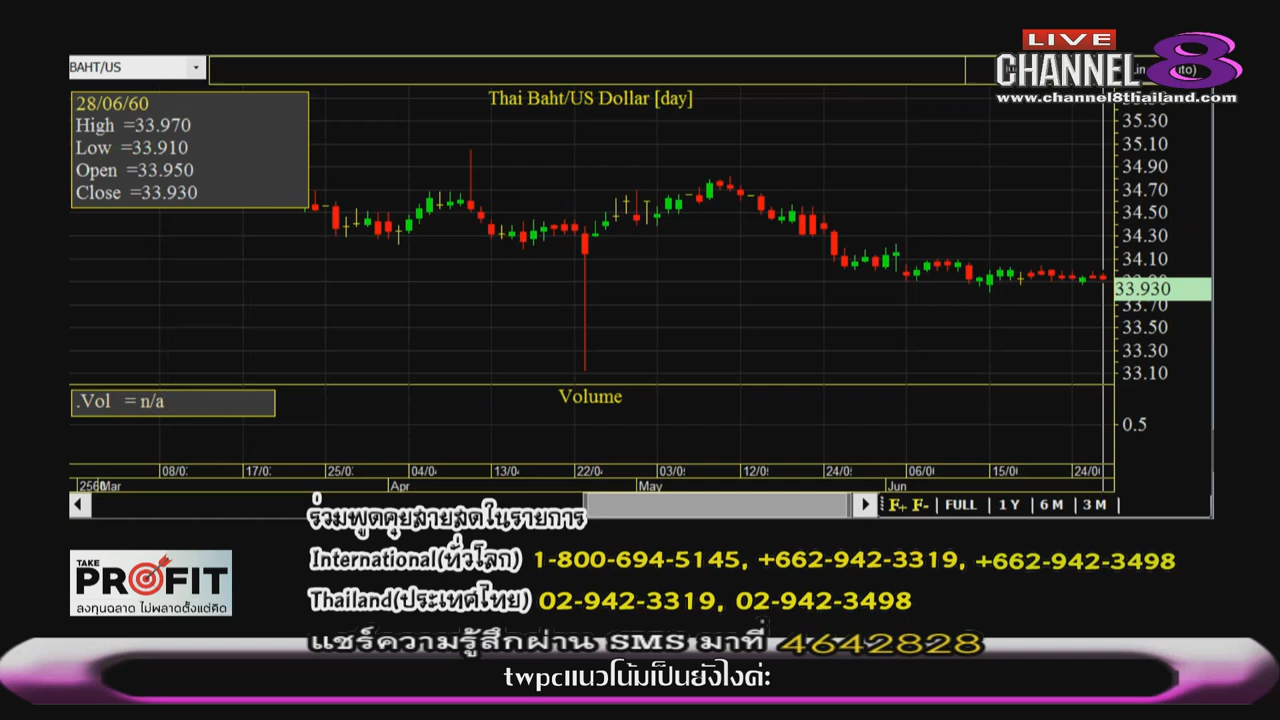 LIVE
CHANNEL 8
www.channel8thailand.com
BAHT/US
Thai Baht/US Dollar [day]
28/06/60
High =33.970
Low =33.910
Open =33.950
Close =33.930
35.30
35.10
34.90
34.70
34.50
34.30
34.10
33.930
33.70
33.50
33.30
33.10
Volume
.Vol = n/a
0.5
08/0
17/0
25/0
04/0
13/0
22/0
03/0
12/0
24/0
06/0
15/0
24/0
Mar
Apr
May
Jun
F+ F- FULL 1 Y 6 M 3 M
ร่วมพูดคุยสายสดในรายการ
International(ทั่วโลก) 1-800-694-5145, +662-942-3319, +662-942-3498
Thailand(ประเทศไทย) 02-942-3319, 02-942-3498
TAKE
PROFIT
ลงทุนฉลาด ไม่พลาดตั้งแต่คิด
แชร์ความรู้สึกผ่าน SMS มาที่ 4642828
twpcแนวโน้มเป็นยังไงค่ะ